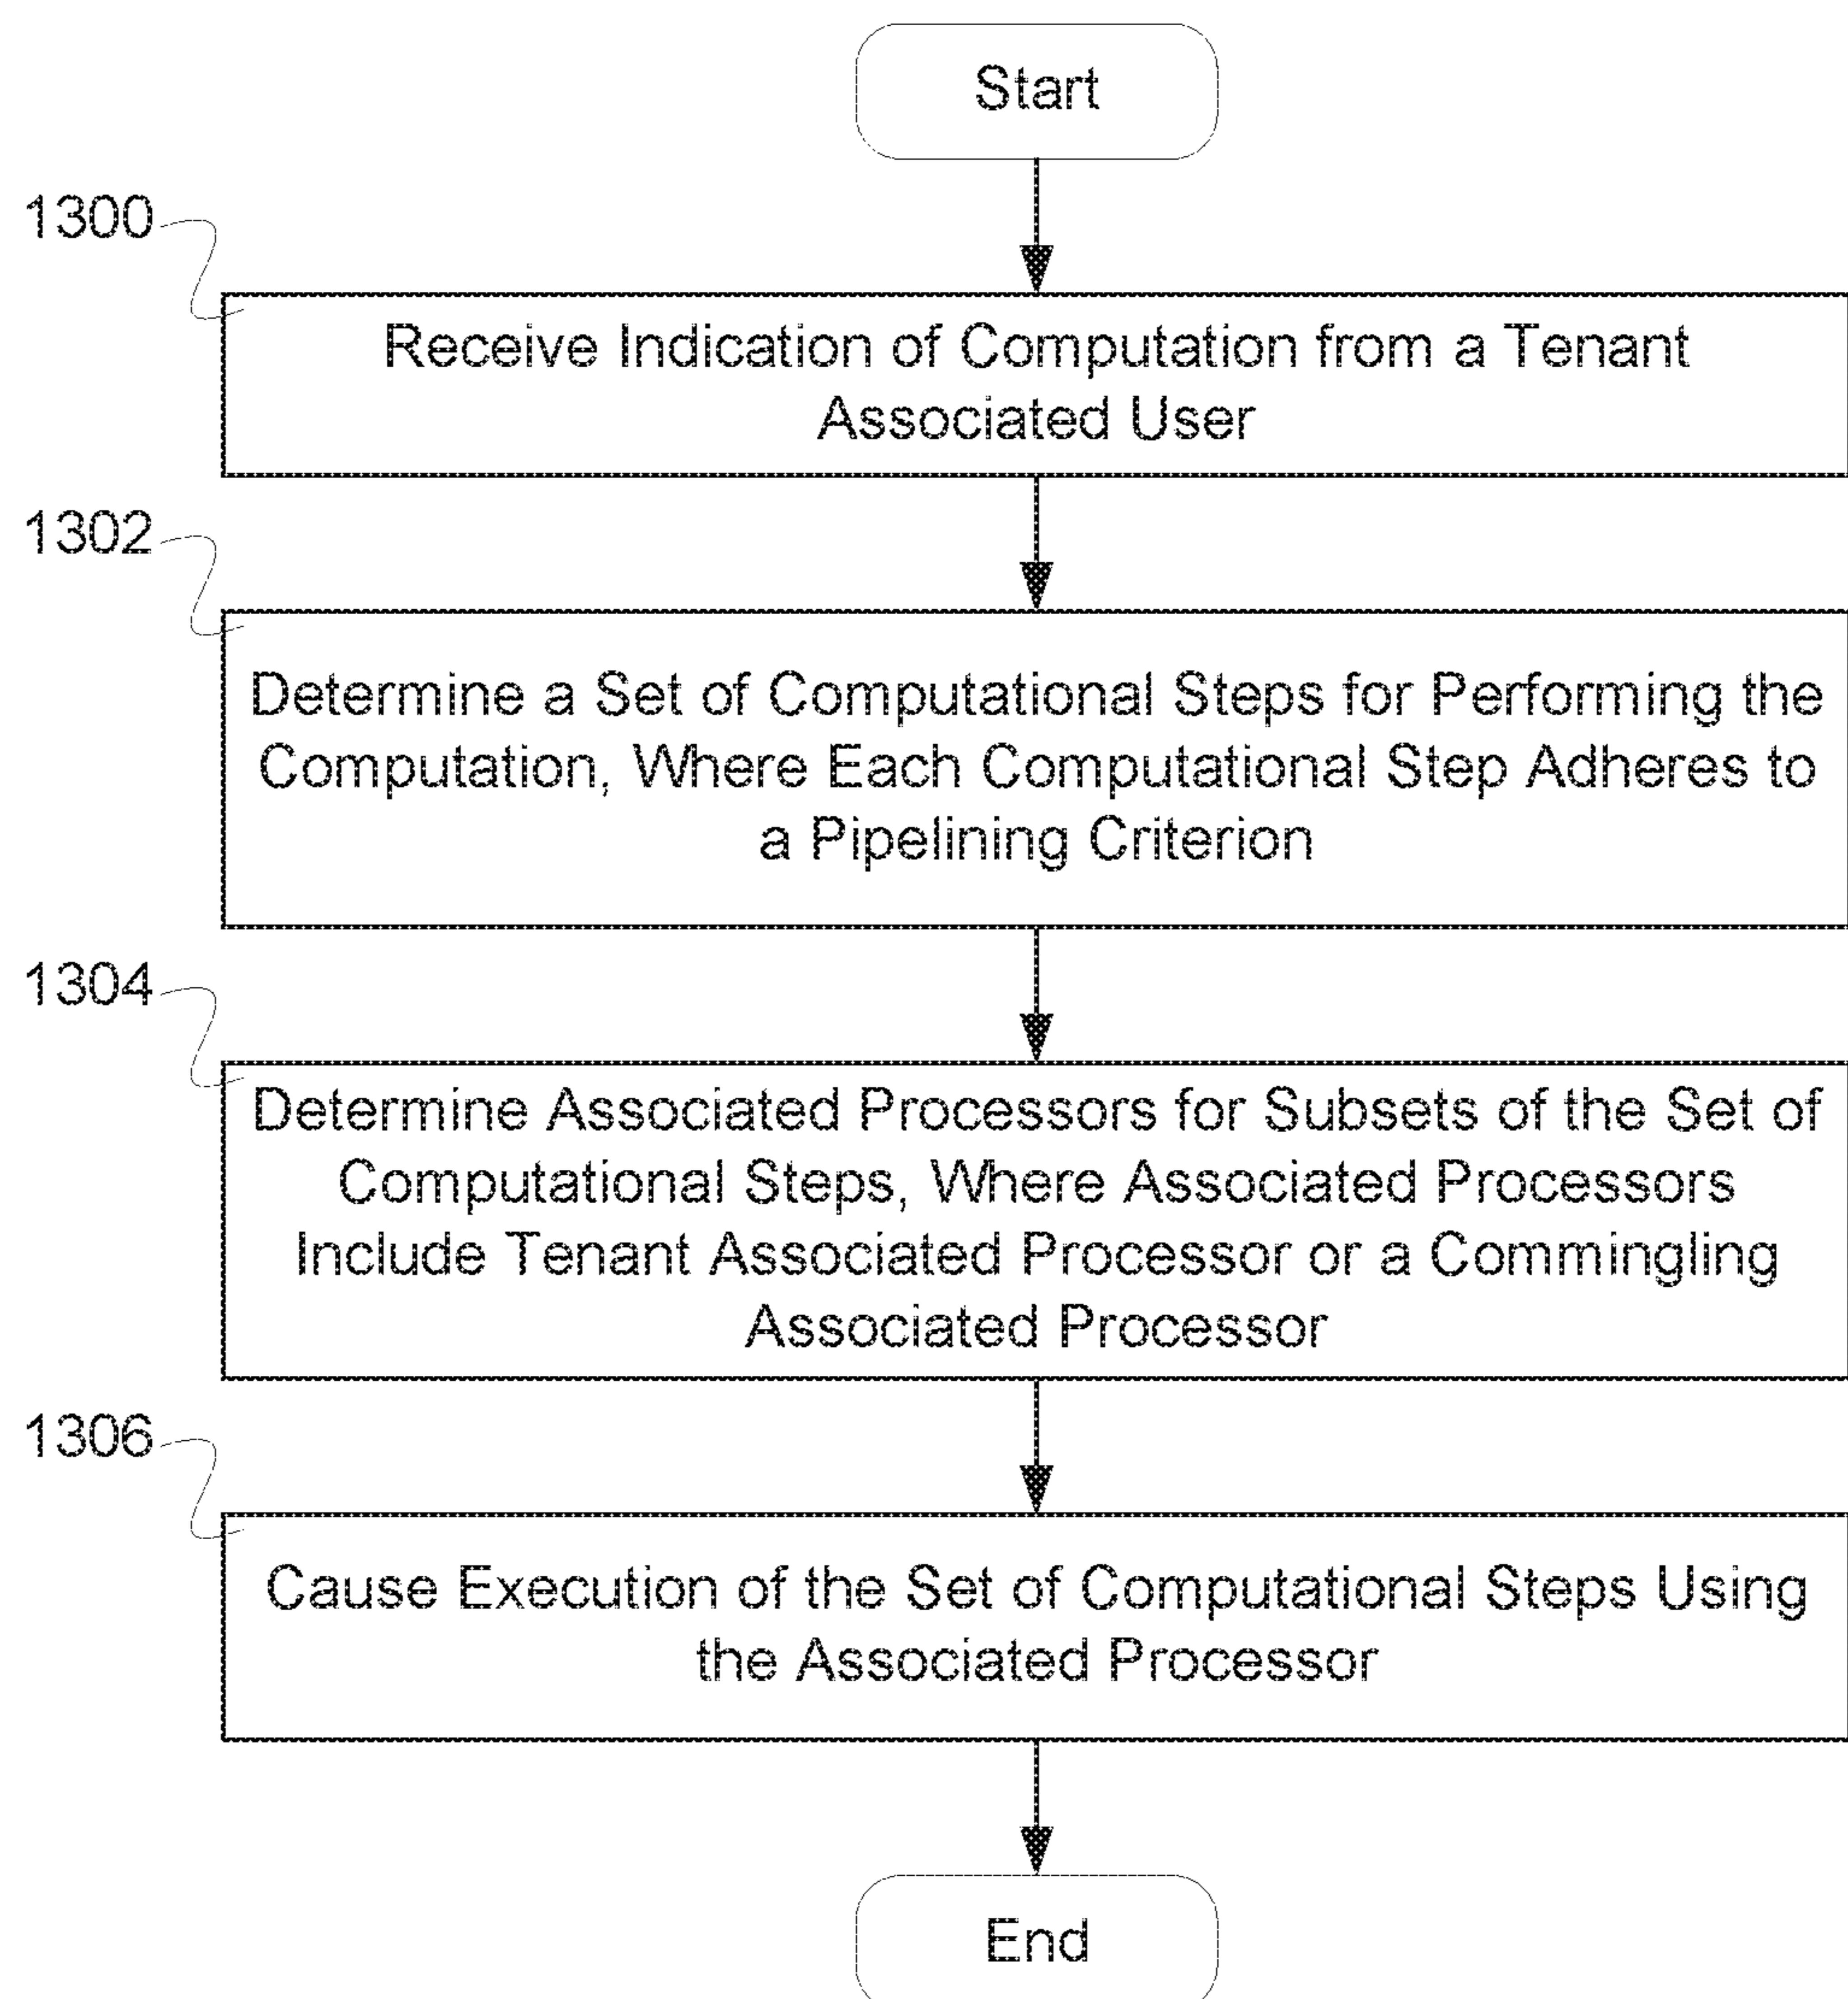 Start
1300
Receive Indication of Computation from a Tenant
Associated User
1302
Determine a Set of Computational Steps for Performing the
Computation, Where Each Computational Step Adheres to
a Pipelining Criterion
1304
Determine Associated Processors for Subsets of the Set of
Computational Steps, Where Associated Processors
Include Tenant Associated Processor or a Commingling
Associated Processor
1306
Cause Execution of the Set of Computational Steps Using
the Associated Processor
End